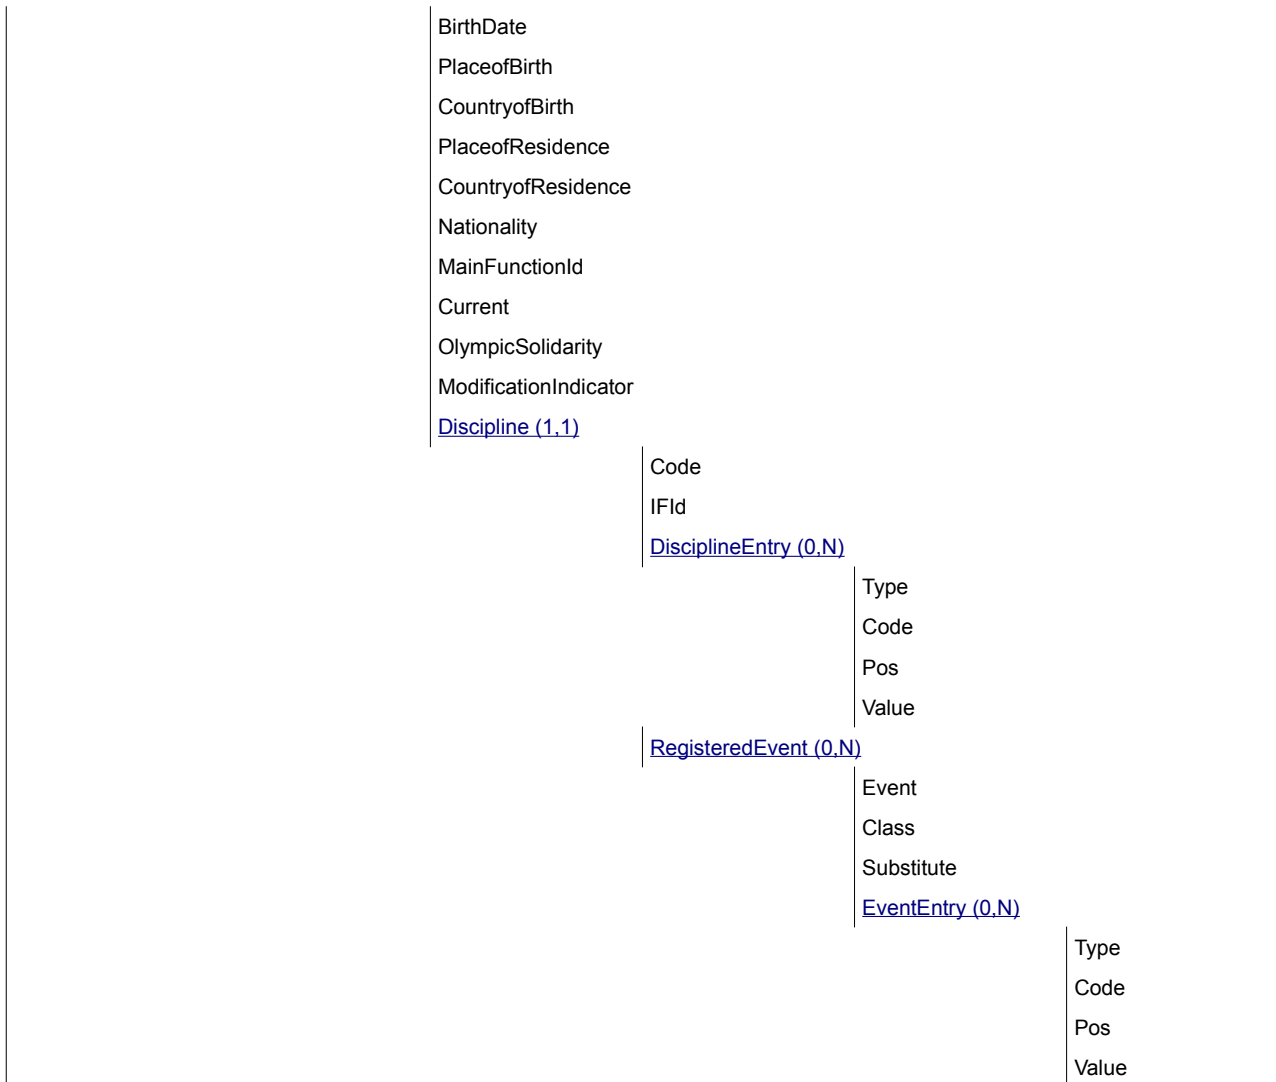 BirthDate
PlaceofBirth
CountryofBirth
PlaceofResidence
CountryofResidence
Nationality
MainFunctionId
Current
OlympicSolidarity
ModificationIndicator
Discipline (1,1)
Code
IFId
DisciplineEntry (0,N)
Type
Code
Pos
Value
RegisteredEvent (0,N)
Event
Class
Substitute
EventEntry (0,N)
Type
Code
Pos
Value